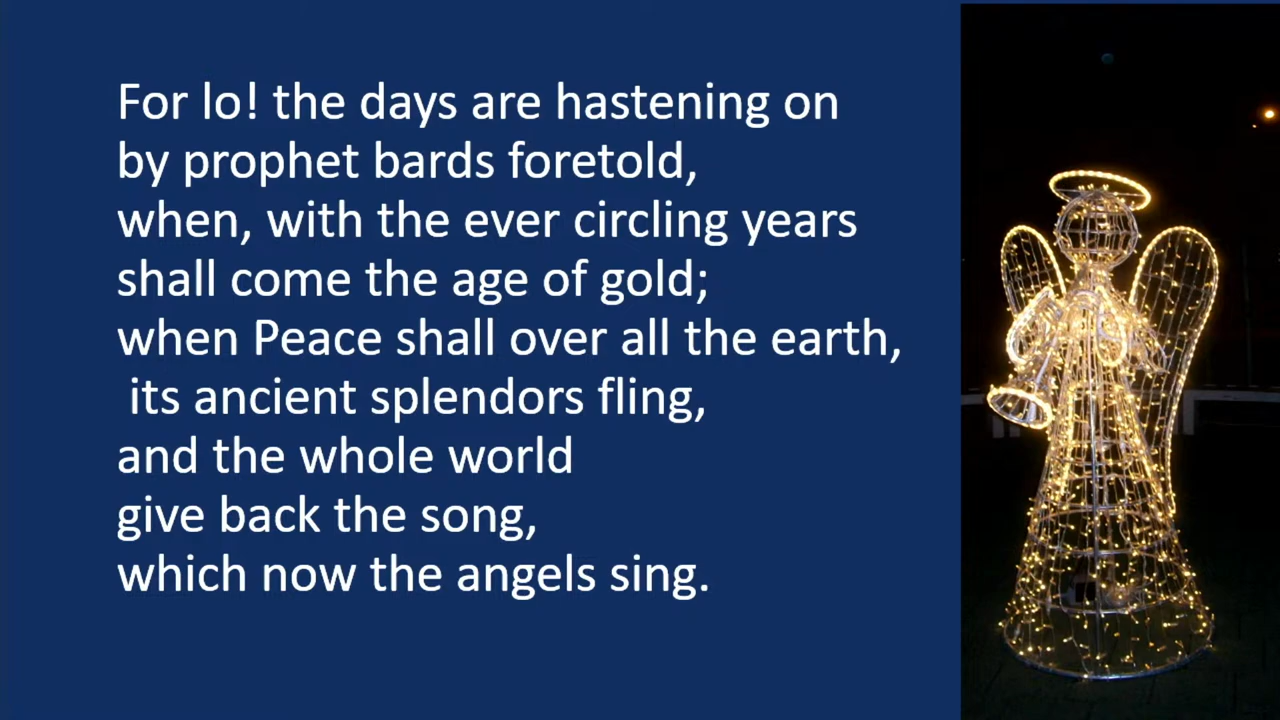 For lo! the days are hastening on
by prophet bards foretold,
when, with the ever circling years
shall come the age of gold;
when Peace shall over all the earth,
its ancient splendors fling,
and the whole world
give back the song,
which now the angels sing.